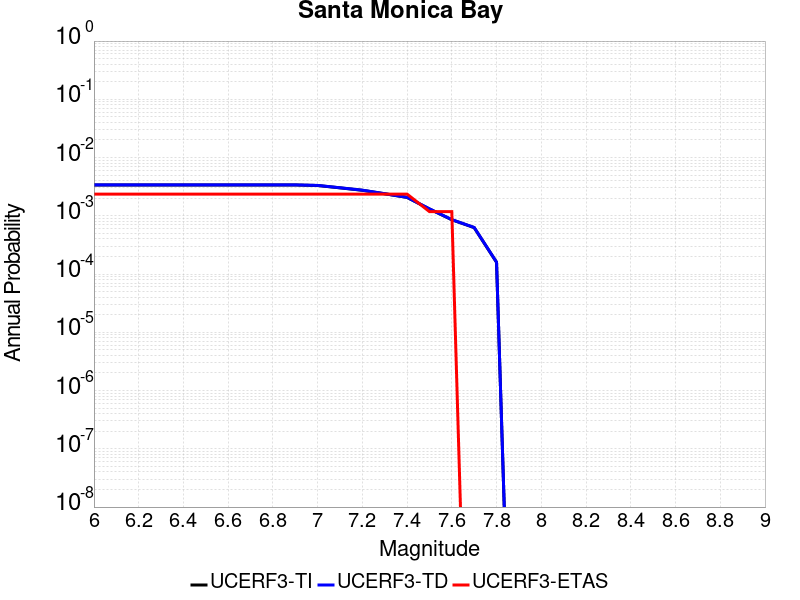 Santa Monica Bay
10^0
10^-1
10^-2
10^-3
10^-4
10^-5
10^-6
10^-7
10^-8
Annual Probability
6 6.2 6.4 6.6 6.8 7 7.2 7.4 7.6 7.8 8 8.2 8.4 8.6 8.8 9
Magnitude
UCERF3-TI UCERF3-TD UCERF3-ETAS